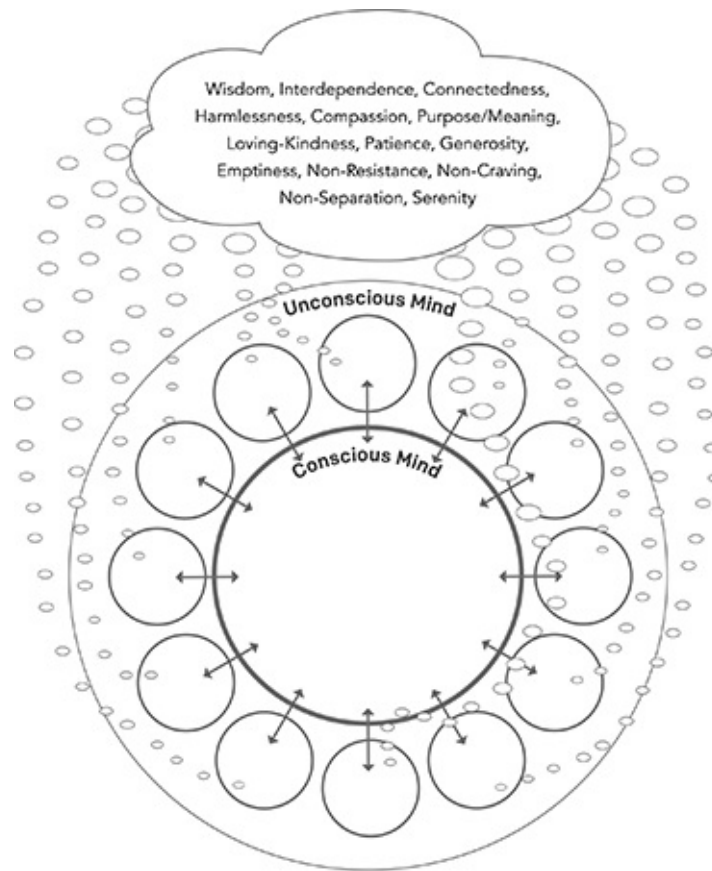 Wisdom, Interdependence, Connectedness,
Harmlessness, Compassion, Purpose/Meaning,
Loving-Kindness, Patience, Generosity,
Emptiness, Non-Resistance, Non-Craving,
Non-Separation, Serenity
Unconscious Mind
Conscious Mind